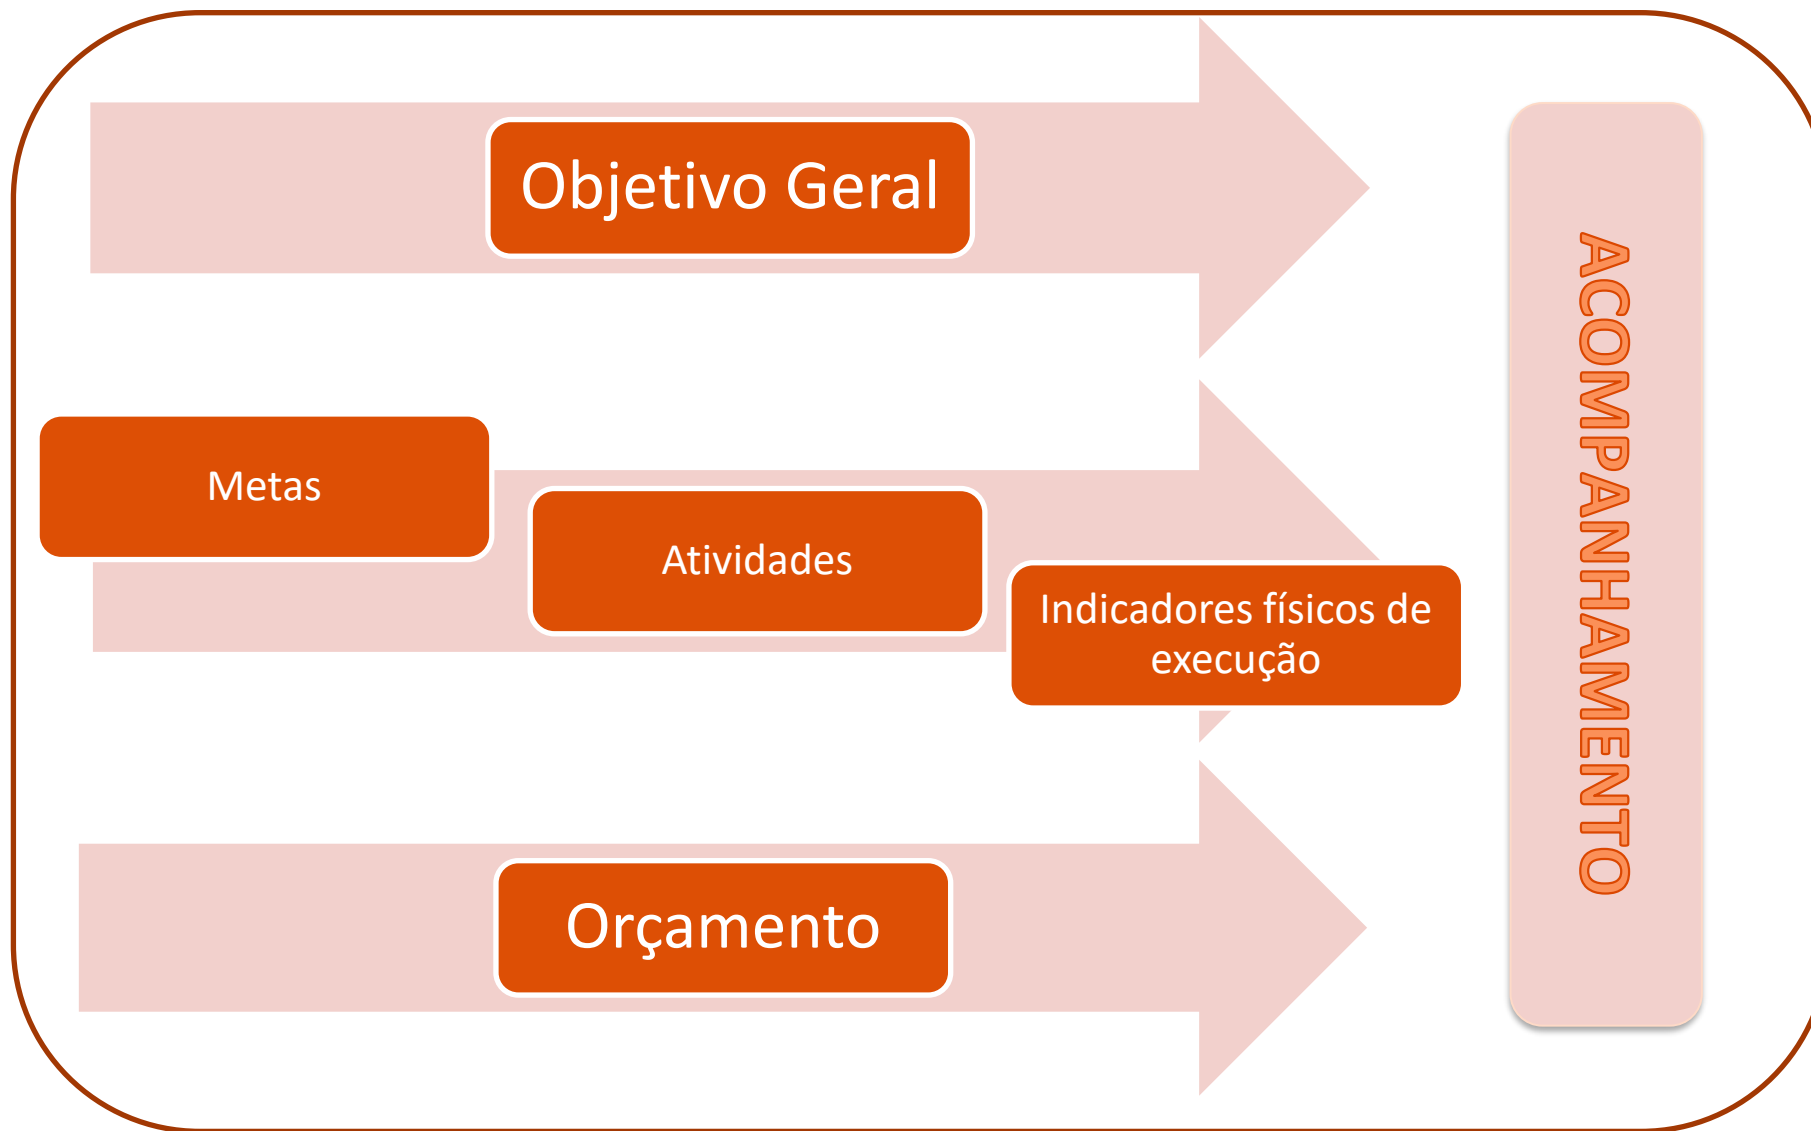 Objetivo Geral
Metas
Atividades
Indicadores físicos de
execução
Orçamento
ACOMPANHAMENTO